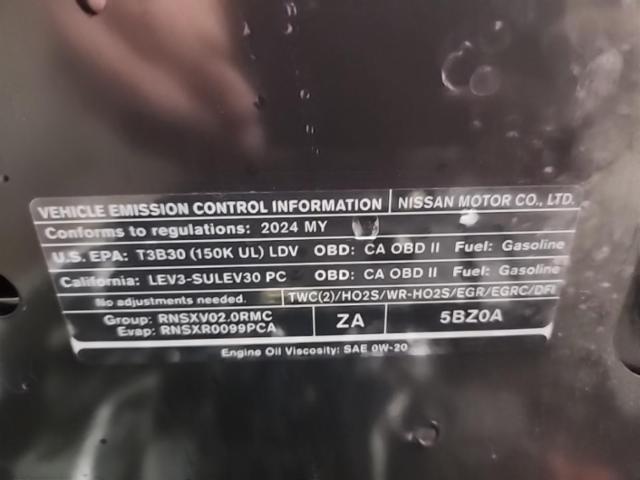 VEHICLE EMISSION CONTROL INFORMATION NISSAN MOTOR CO., LTD.
Conforms to regulations: 2024 MY
U.S. EPA: T3B30 (150K UL) LDV OBD: CA OBD II Fuel: Gasoline
California: LEV3-SULEV30 PC OBD: CA OBD II Fuel: Gasoline
No adjustments needed. TWC(2)/HO2S/WR-HO2S/EGR/EGRC/DFI
Group: RNSXV02.0RMC
Evap: RNSXR0099PCA
ZA
5BZ0A
Engine Oil Viscosity: SAE 0W-20